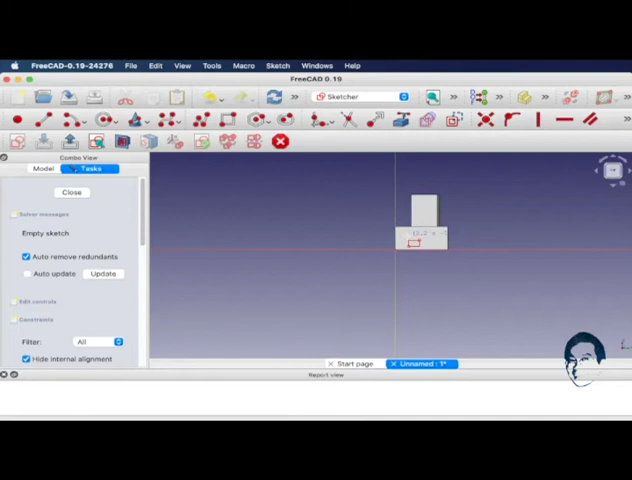 FreeCAD-0.19-24276 File Edit View Tools Macro Sketch Windows Help
FreeCAD 0.19
Sketcher
Combo View
Model Tasks
Close
Solver messages
Empty sketch
Auto remove redundants
Auto update Update
Edit controls
Constraints
Filter: All
Hide internal alignment
Start page Unnamed : 1*
Report view